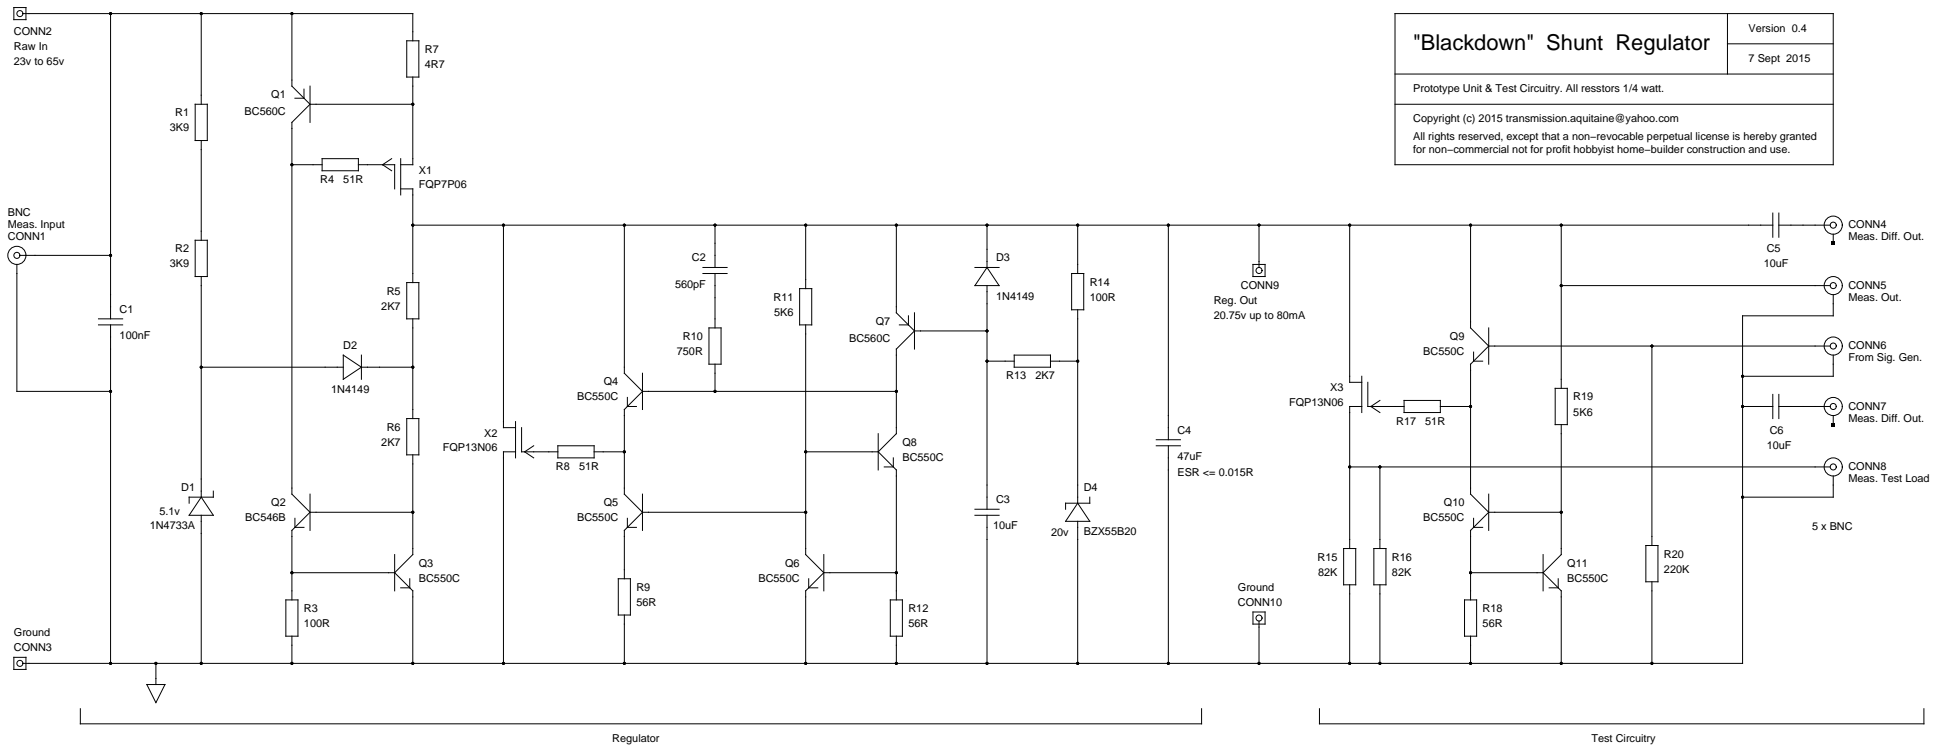 CONN2
Raw In
23v to 65v
R7
4R7
Q1
BC560C
R1
3K9
R4 51R
X1
FQP7P06
BNC
Meas. Input
CONN1
R2
3K9
C1
100nF
R5
2K7
D2
1N4149
R6
2K7
D1
5.1v
1N4733A
Q2
BC546B
Q3
BC550C
R3
100R
Ground
CONN3
C2
560pF
R10
750R
R11
5K6
Q7
BC560C
D3
1N4149
R14
100R
R13 2K7
Q4
BC550C
X2
FQP13N06
R8 51R
Q8
BC550C
Q5
BC550C
C3
10uF
D4
20v BZX55B20
Q6
BC550C
R9
56R
R12
56R
C4
47uF
ESR <= 0.015R
CONN9
Reg. Out
20.75v up to 80mA
Ground
CONN10
Q9
BC550C
X3
FQP13N06
R17 51R
R19
5K6
Q10
BC550C
R15
82K
R16
82K
Q11
BC550C
R18
56R
R20
220K
C5
10uF
CONN4
Meas. Diff. Out.
CONN5
Meas. Out.
CONN6
From Sig. Gen.
C6
10uF
CONN7
Meas. Diff. Out.
CONN8
Meas. Test Load
5 x BNC
"Blackdown" Shunt Regulator
Version 0.4
7 Sept 2015
Prototype Unit & Test Circuitry. All resstors 1/4 watt.
Copyright (c) 2015 transmission.aquitaine@yahoo.com
All rights reserved, except that a non-revocable perpetual license is hereby granted
for non-commercial not for profit hobbyist home-builder construction and use.
Regulator
Test Circuitry